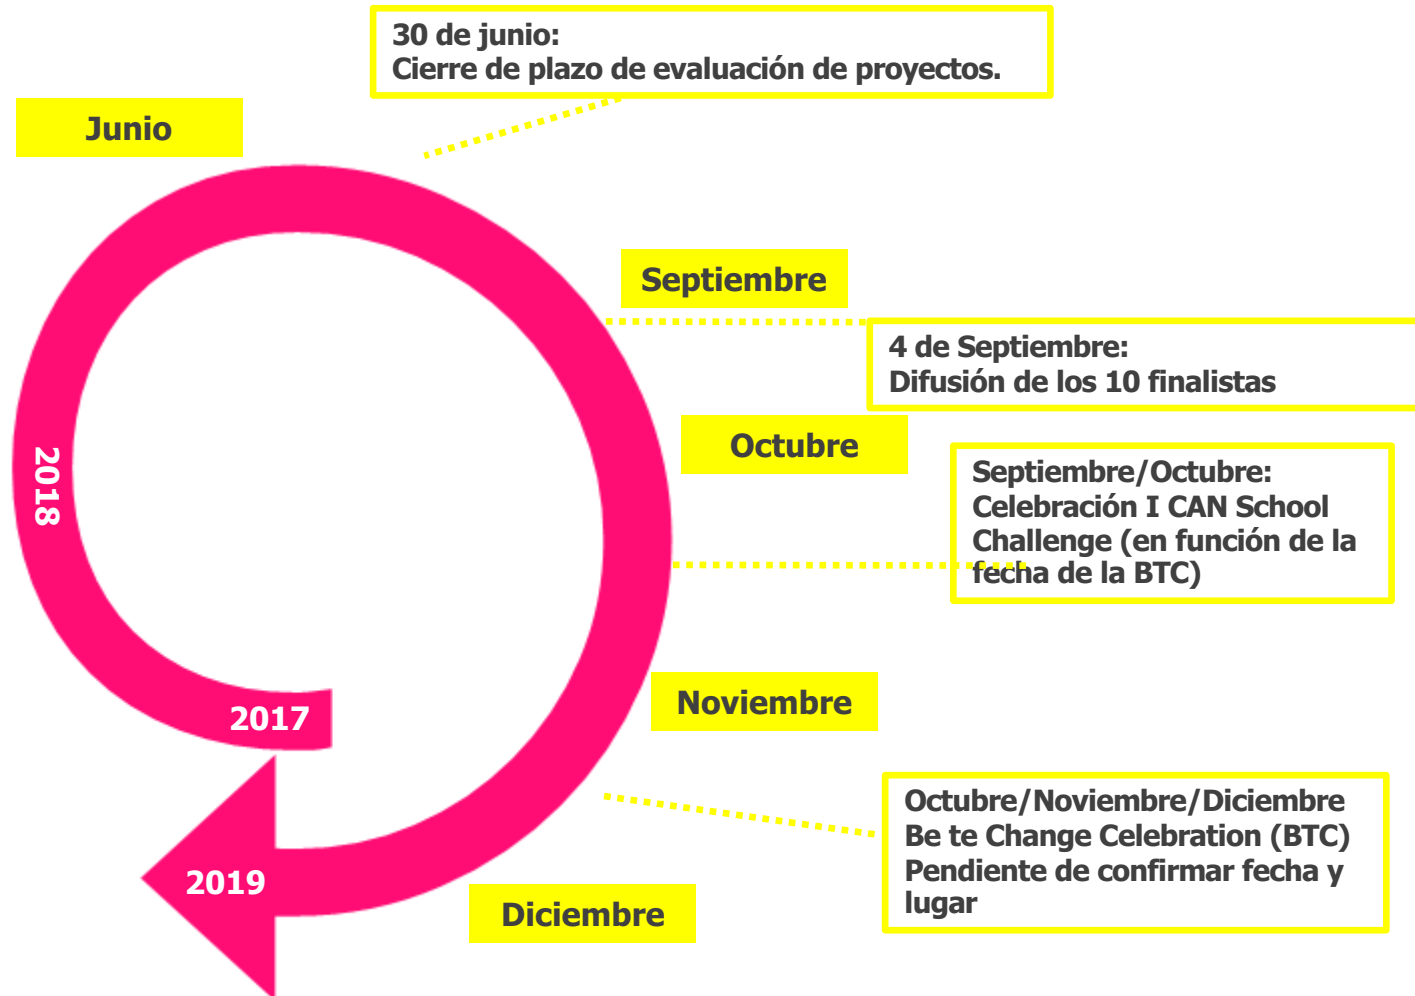 30 de junio:
Cierre de plazo de evaluación de proyectos.
Junio
Septiembre
4 de Septiembre:
Difusión de los 10 finalistas
Octubre
Septiembre/Octubre:
Celebración I CAN School
Challenge (en función de la
fecha de la BTC)
2018
Noviembre
2017
Octubre/Noviembre/Diciembre
Be te Change Celebration (BTC)
Pendiente de confirmar fecha y
lugar
2019
Diciembre